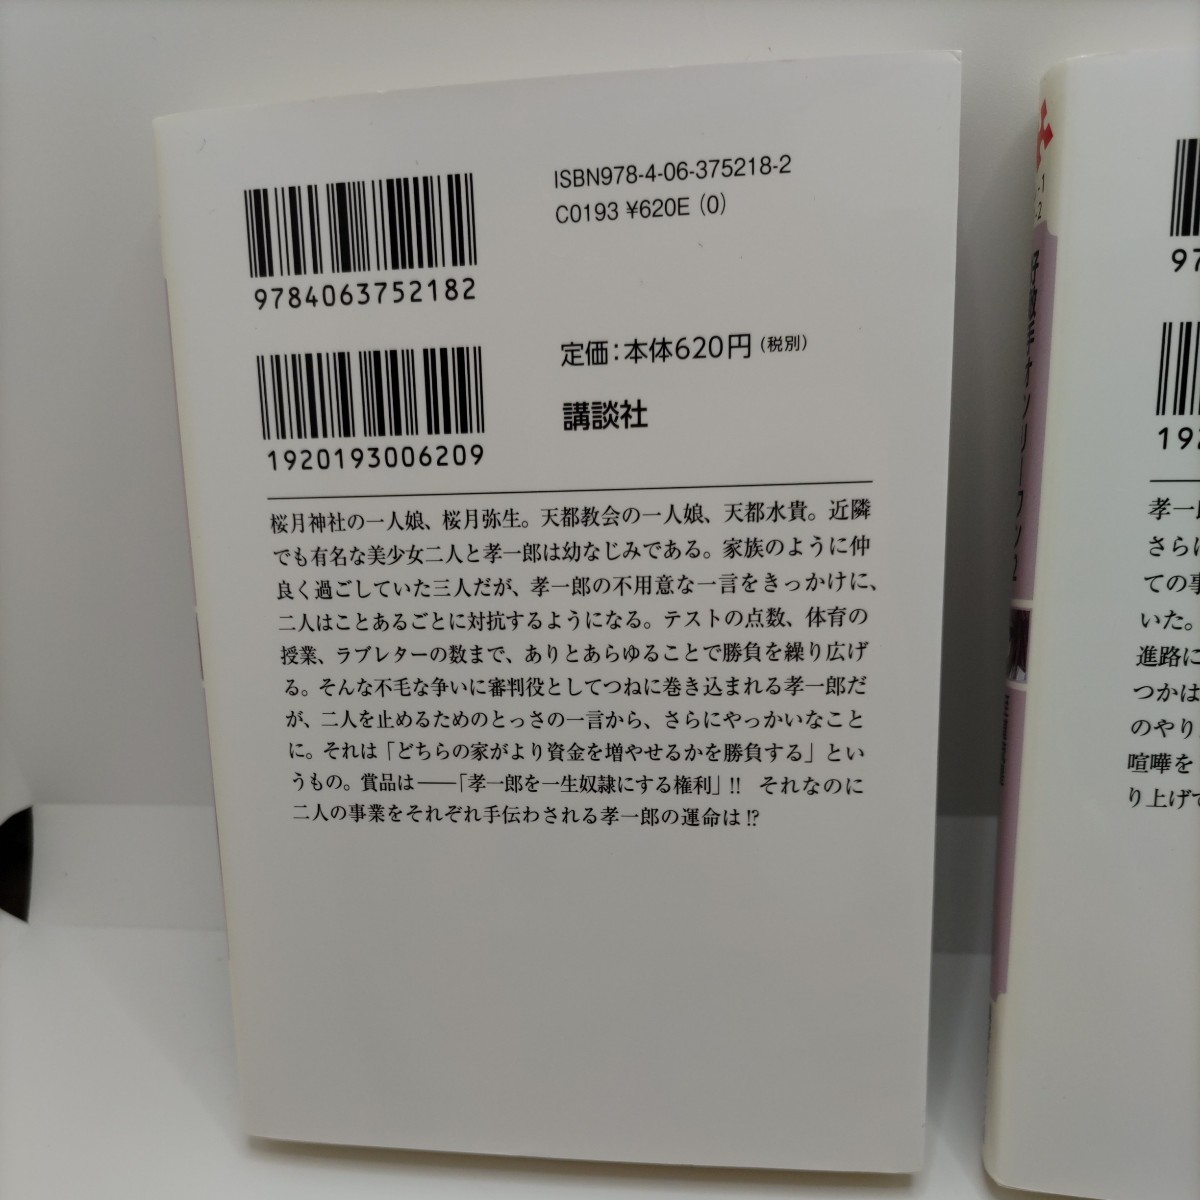 9784063752182
ISBN978-4-06-375218-2
C0193 ¥620E (0)
1920193006209
定価:本体620円(税別)
講談社
桜月神社の一人娘、桜月弥生。天都教会の一人娘、天都水貴。近隣
でも有名な美少女二人と孝一郎は幼なじみである。家族のように仲
良く過ごしていた三人だが、孝一郎の不用意な一言をきっかけに、
二人はことあるごとに対抗するようになる。テストの点数、体育の
授業、ラブレターの数まで、ありとあらゆることで勝負を繰り広げ
る。そんな不毛な争いに審判役としてつねに巻き込まれる孝一郎だ
が、二人を止めるためのとっさの一言から、さらにやっかいなこと
に。それは「どちらの家がより資金を増やせるかを勝負する」とい
うもの。賞品は――「孝一郎を一生奴隷にする権利」!! それなのに
二人の事業をそれぞれ手伝わされる孝一郎の運命は!?
-1
-2
オンリーワン2
97
192
孝一
さらに
ての事
いた。
進路に
つかは
のやり
喧嘩を
り上げて